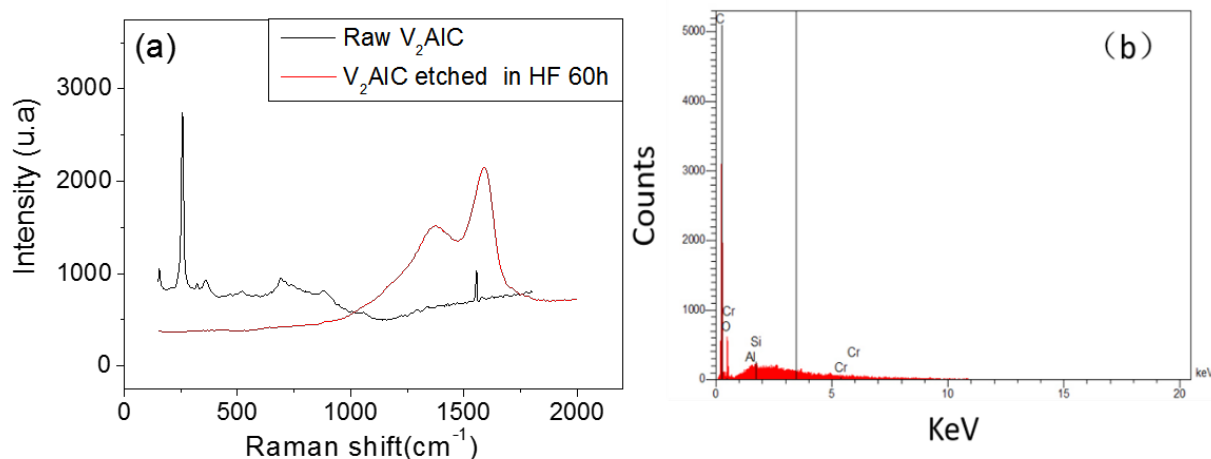 (a)
Raw V₂AlC
V₂AlC etched in HF 60h
Intensity (u.a)
3000
2000
1000
0
0 500 1000 1500 2000
Raman shift(cm⁻¹)
（b）
Counts
5000
4000
3000
2000
1000
0
C
Cr
O
Si
Al
Cr
Cr
0 5 10 15 20
keV
KeV